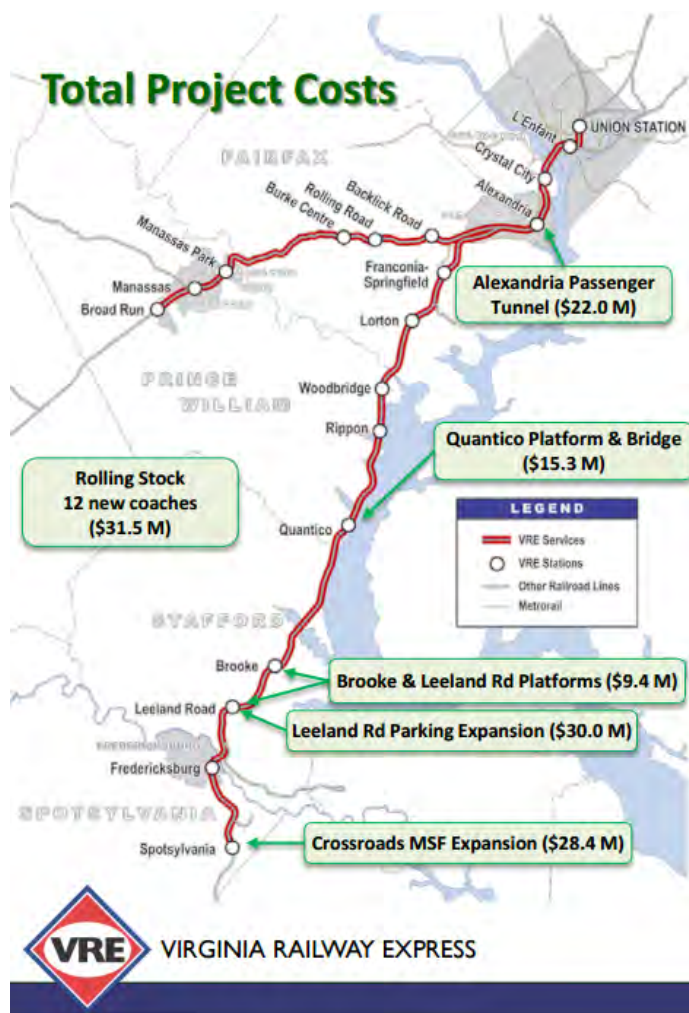 Total Project Costs
L'Enfant
UNION STATION
Crystal City
FAIRFAX
Alexandria
Backlick Road
Rolling Road
Burke Centre
Manassas Park
Franconia-
Springfield
Manassas
Broad Run
Alexandria Passenger
Tunnel ($22.0 M)
Lorton
PRINCE
WILLIAM
Woodbridge
Rippon
Quantico Platform & Bridge
($15.3 M)
Rolling Stock
12 new coaches
($31.5 M)
LEGEND
VRE Services
VRE Stations
Other Railroad Lines
Metrorail
Quantico
STAFFORD
Brooke
Brooke & Leeland Rd Platforms ($9.4 M)
Leeland Road
Leeland Rd Parking Expansion ($30.0 M)
Fredericksburg
SPOTSYLVANIA
Spotsylvania
Crossroads MSF Expansion ($28.4 M)
VRE
VIRGINIA RAILWAY EXPRESS